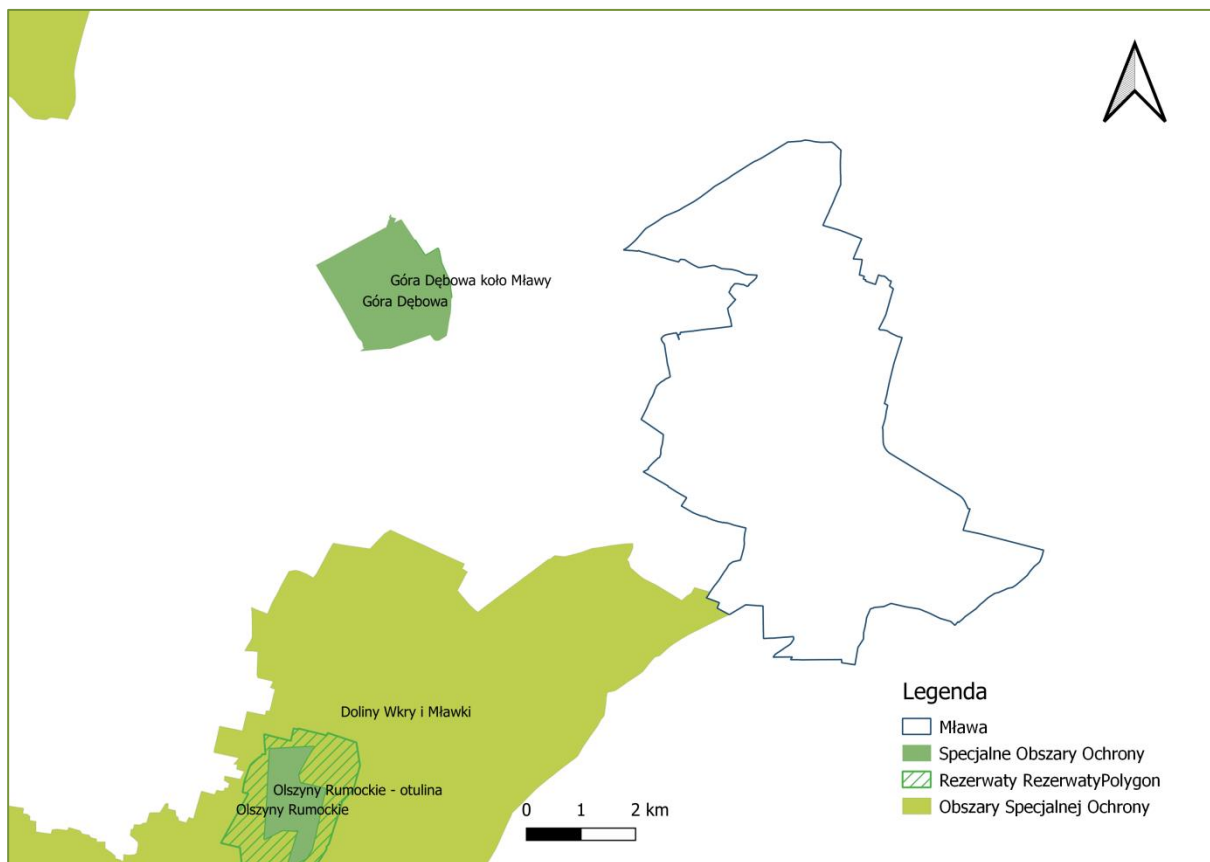 Góra Dębowa koło Mławy
Góra Dębowa
Doliny Wkry i Mławki
Olszyny Rumockie - otulina
Olszyny Rumockie
0 1 2 km
Legenda
Mława
Specjalne Obszary Ochrony
Rezerwaty RezerwatyPolygon
Obszary Specjalnej Ochrony